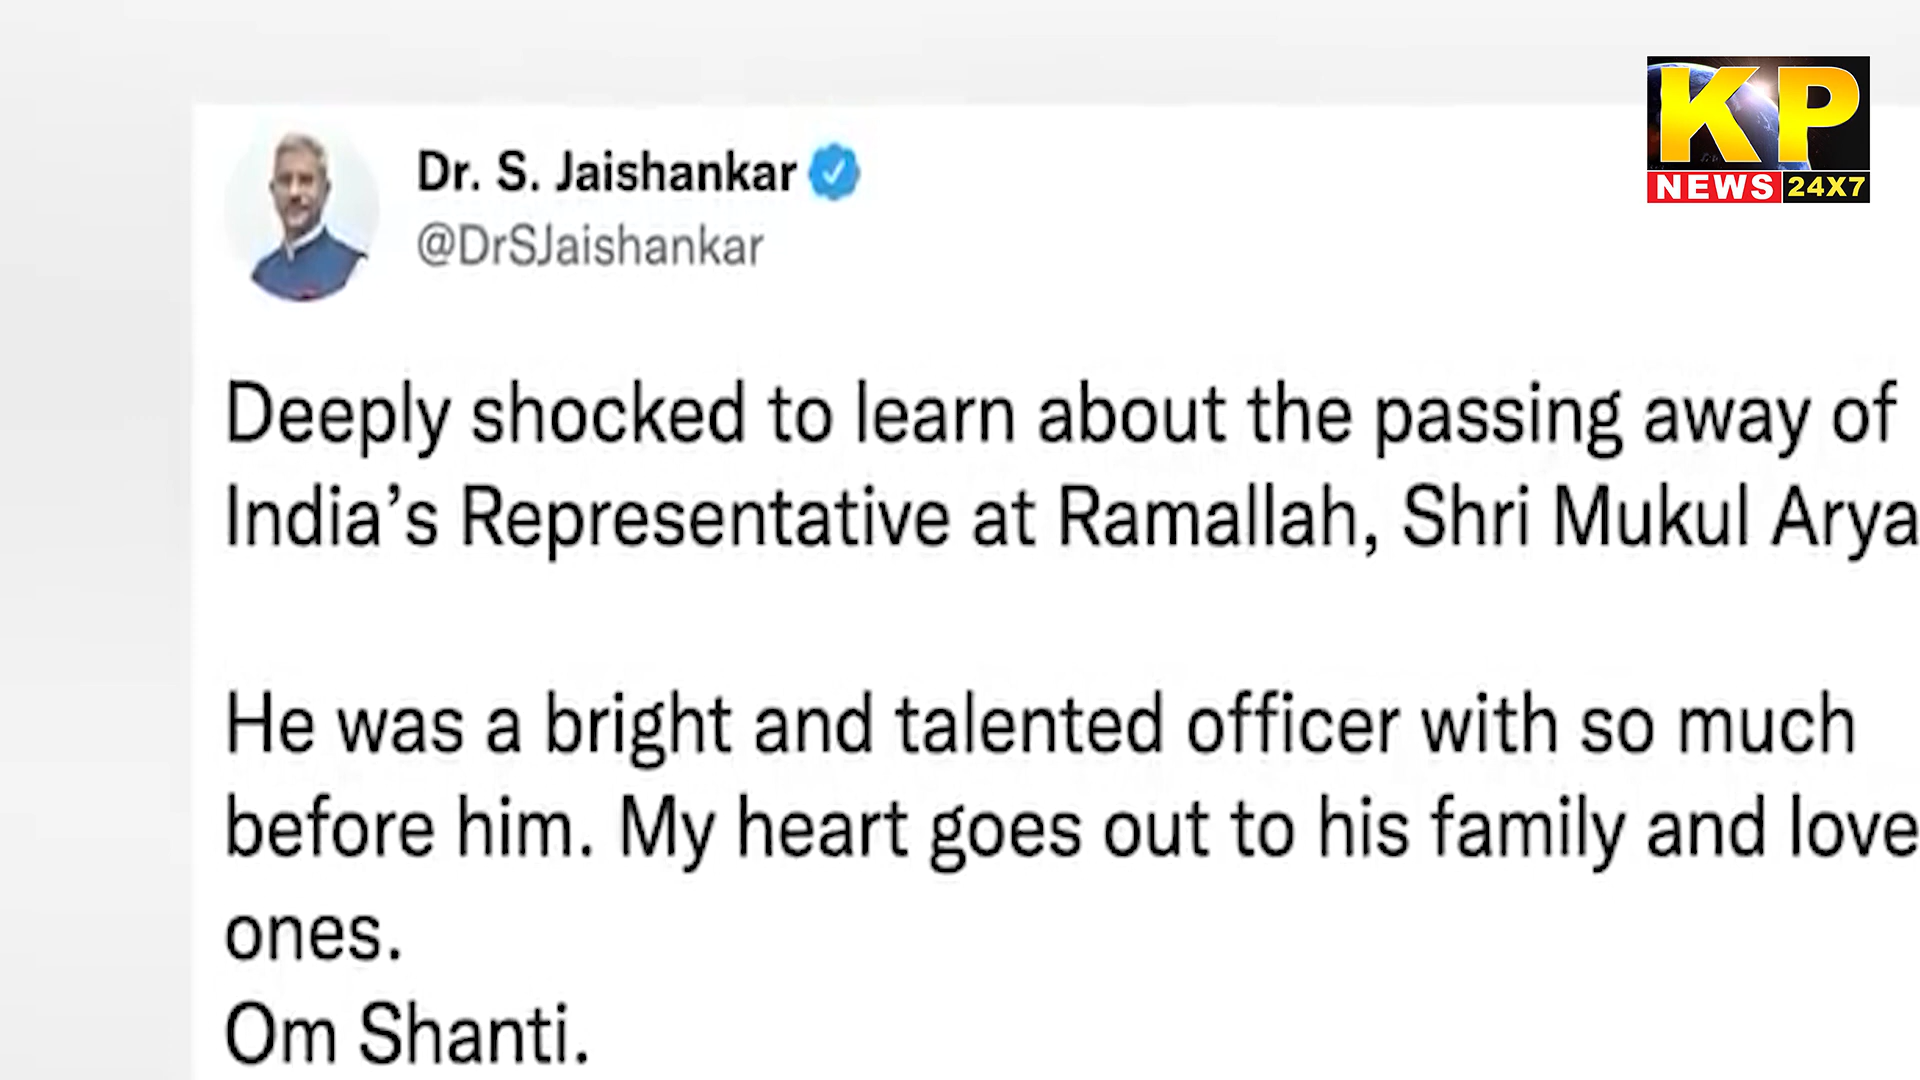 KP
NEWS 24X7
Dr. S. Jaishankar
@DrSJaishankar
Deeply shocked to learn about the passing away of
India’s Representative at Ramallah, Shri Mukul Arya
He was a bright and talented officer with so much
before him. My heart goes out to his family and love
ones.
Om Shanti.